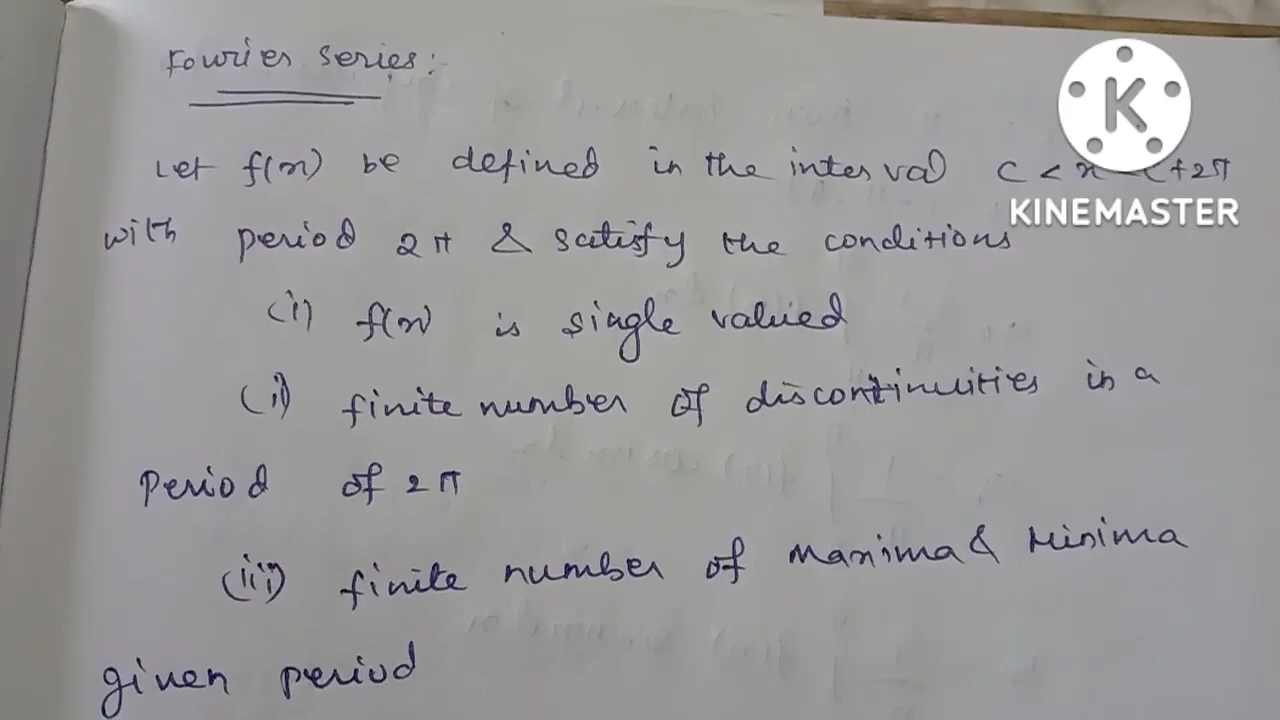 Fourier Series:
Let f(x) be defined in the interval c < x < c+2π
with period 2π & satisfy the conditions
(i) f(x) is single valued
(ii) finite number of discontinuities in a
period of 2π
(iii) finite number of maxima & minima
given period
K
KINEMASTER